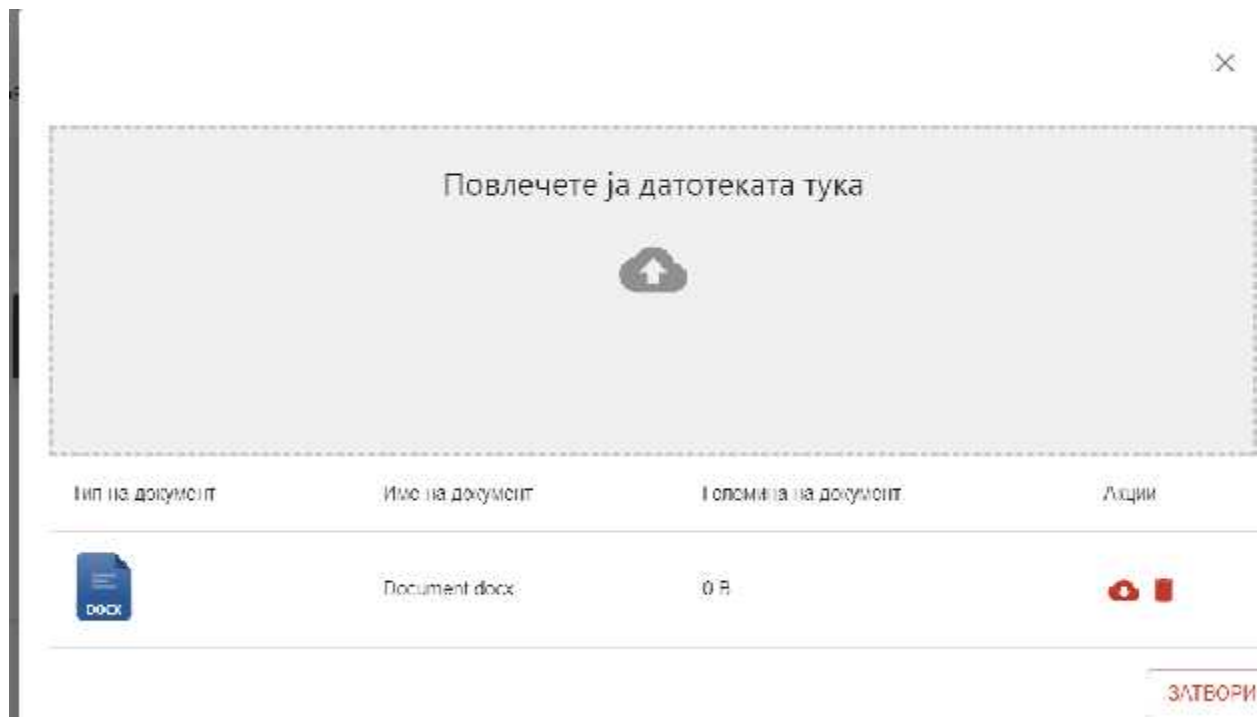 Повлечете ја датотеката тука
Тип на документ Име на документ Големина на документ Акции
DOCX Document.docx 0 B
ЗАТВОРИ